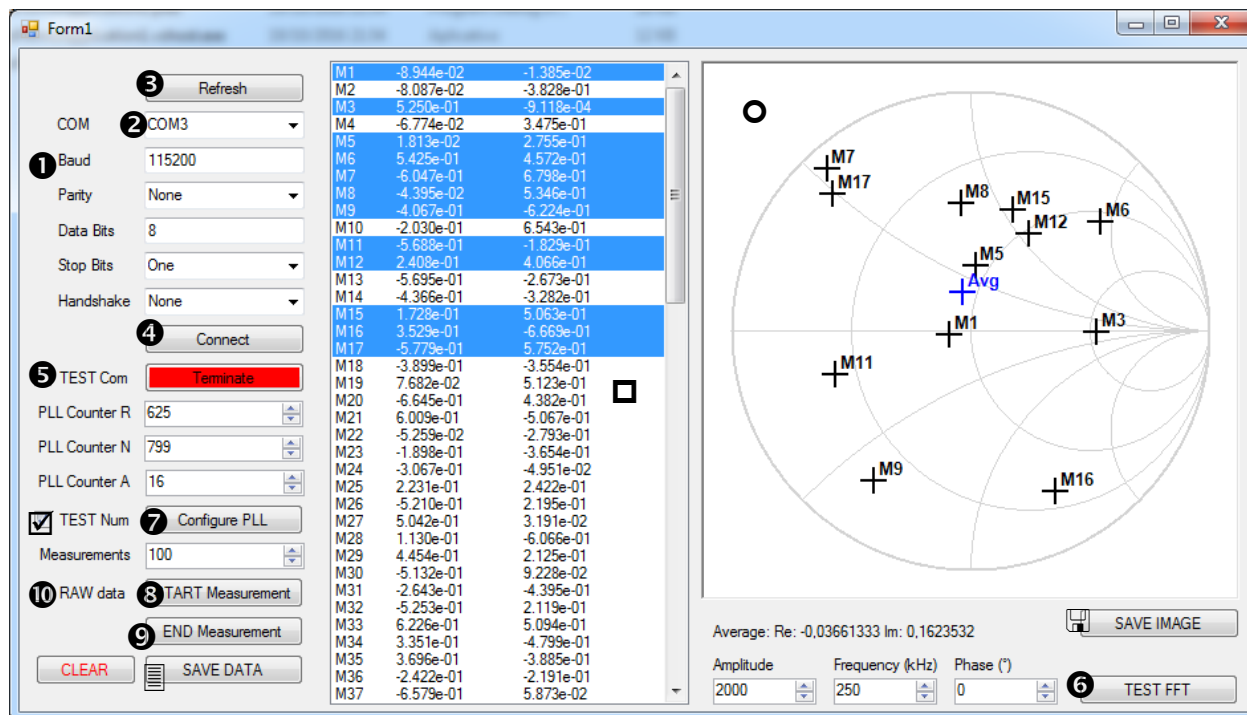 Form1
❸ Refresh
COM ❷ COM3
❶ Baud 115200
Parity None
Data Bits 8
Stop Bits One
Handshake None
❹ Connect
❺ TEST Com Terminate
PLL Counter R 625
PLL Counter N 799
PLL Counter A 16
TEST Num ❼ Configure PLL
Measurements 100
❿ RAW data ❽ TART Measurement
❾ END Measurement
CLEAR SAVE DATA
M1 -8.944e-02 -1.385e-02
M2 -8.087e-02 -3.828e-01
M3 5.250e-01 -9.118e-04
M4 -6.774e-02 3.475e-01
M5 1.813e-02 2.755e-01
M6 5.425e-01 4.572e-01
M7 -6.047e-01 6.798e-01
M8 -4.395e-02 5.346e-01
M9 -4.067e-01 -6.224e-01
M10 -2.030e-01 6.543e-01
M11 -5.688e-01 -1.829e-01
M12 2.408e-01 4.066e-01
M13 -5.695e-01 -2.673e-01
M14 -4.366e-01 -3.282e-01
M15 1.728e-01 5.063e-01
M16 3.529e-01 -6.669e-01
M17 -5.779e-01 5.752e-01
M18 -3.899e-01 -3.554e-01
M19 7.682e-02 5.123e-01
M20 -6.645e-01 4.382e-01
M21 6.009e-01 -5.067e-01
M22 -5.259e-02 -2.793e-01
M23 -1.898e-01 -3.654e-01
M24 -3.067e-01 -4.951e-02
M25 2.231e-01 2.422e-01
M26 -5.210e-01 2.195e-01
M27 5.042e-01 3.191e-02
M28 1.130e-01 -6.066e-01
M29 4.454e-01 2.125e-01
M30 -5.132e-01 9.228e-02
M31 -2.643e-01 -4.395e-01
M32 -5.253e-01 2.119e-01
M33 6.226e-01 5.094e-01
M34 3.351e-01 -4.799e-01
M35 3.696e-01 -3.885e-01
M36 -2.422e-01 -2.191e-01
M37 -6.579e-01 5.873e-02
M7
M17
M8
M15
M6
M12
M5
Avg
M1
M3
M11
M9
M16
Average: Re: -0,03661333 Im: 0,1623532
SAVE IMAGE
Amplitude Frequency (kHz) Phase (°)
2000 250 0 ❻ TEST FFT